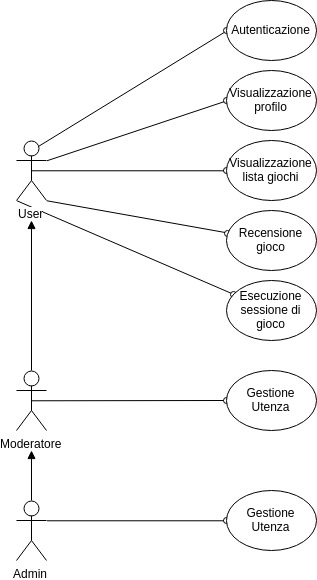 Autenticazione
Visualizzazione
profilo
Visualizzazione
lista giochi
User
Recensione
gioco
Esecuzione
sessione di
gioco
Gestione
Utenza
Moderatore
Gestione
Utenza
Admin